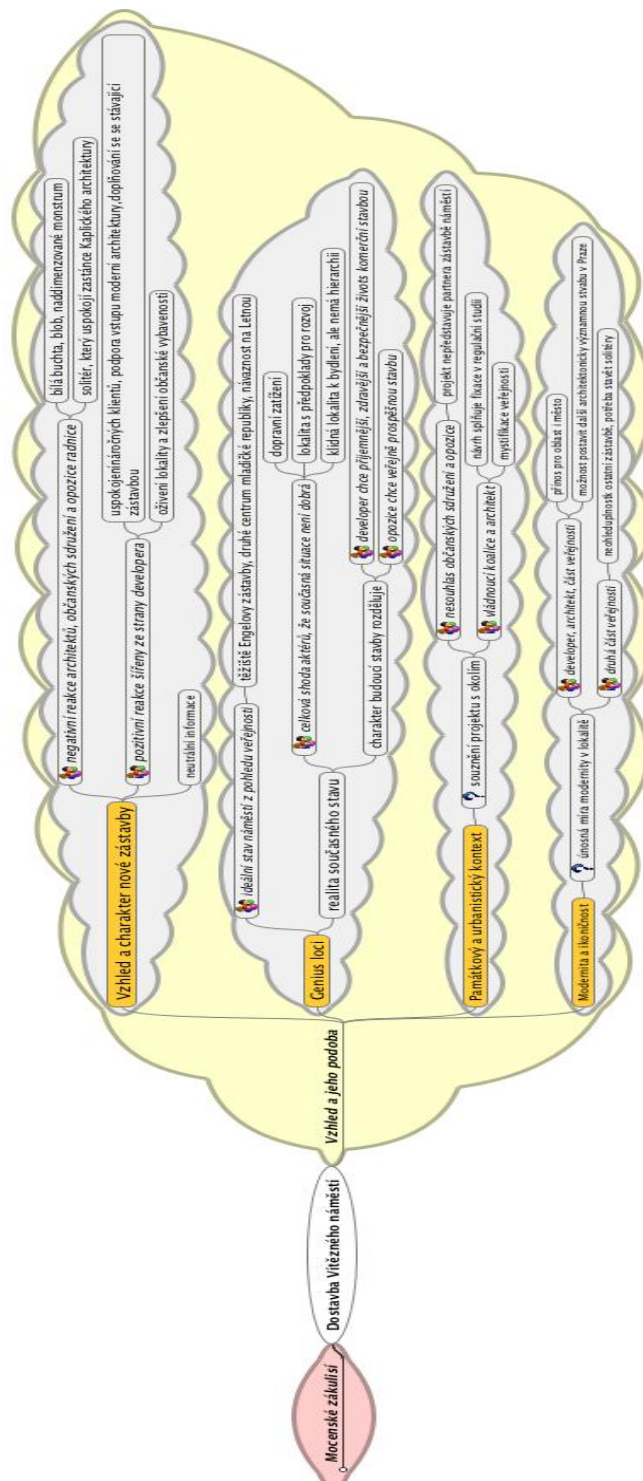 Mocenské zákulisí
Dostavba Vítězného náměstí
Vzhled a jeho podoba
Vzhled a charakter nové zástavby
negativní reakce architektů, občanských sdružení a opozice radnice
bílá buchta, blob, naddimenzované monstrum
solitér, který uspokojí zastánce Kaplického architektury
pozitivní reakce šířeny ze strany developera
uspokojení náročných klientů, podpora vstupu moderní architektury,doplňování se se stávající
zástavbou
oživení lokality a zlepšení občanské vybavenosti
neutrální informace
Genius loci
ideální stav náměstí z pohledu veřejnosti
těžiště Engelovy zástavby, druhé centrum mladičké republiky, návaznost na Letnou
realita současného stavu
celková shoda aktérů, že současná situace není dobrá
dopravní zatížení
lokalita s předpoklady pro rozvoj
klidná lokalita k bydlení, ale nemá hierarchii
charakter budoucí stavby rozděluje
developer chce příjemnější, zdravější a bezpečnější živots komerční stavbou
opozice chce veřejně prospěšnou stavbu
Památkový a urbanistický kontext
souznění projektu s okolím
nesouhlas občanských sdružení a opozice
projekt nepředstavuje partnera zástavbě náměstí
vládnoucí koalice a architekt
návrh splňuje fixace v regulační studii
mystifikace veřejnosti
Modernita a ikoničnost
únosná míra modernity v lokalitě
developer, architekt, část veřejnosti
přínos pro oblast i město
možnost postavit další architektonicky významnou stvabu v Praze
druhá část veřejnosti
neohleduplnostk ostatní zástavbě, potřeba stavět solitéry